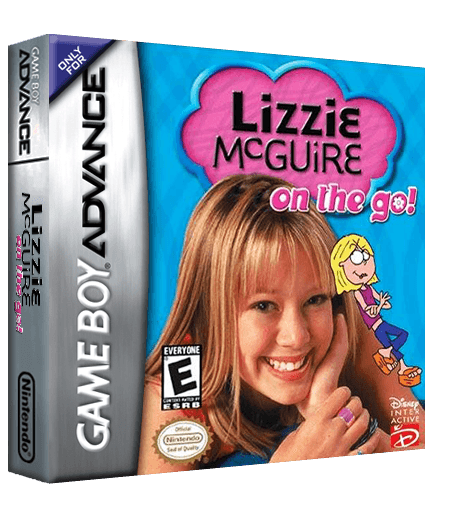 GAME BOY
ADVANCE
Lizzie
McGUiRE
on the go!
Nintendo®
ONLY
FOR
GAME BOY ADVANCE
Lizzie
McGUiRE
on the go!
EVERYONE
E
CONTENT RATED BY
ESRB
Official
Nintendo
Seal of Quality
Disney
INTER
ACTIVE
D